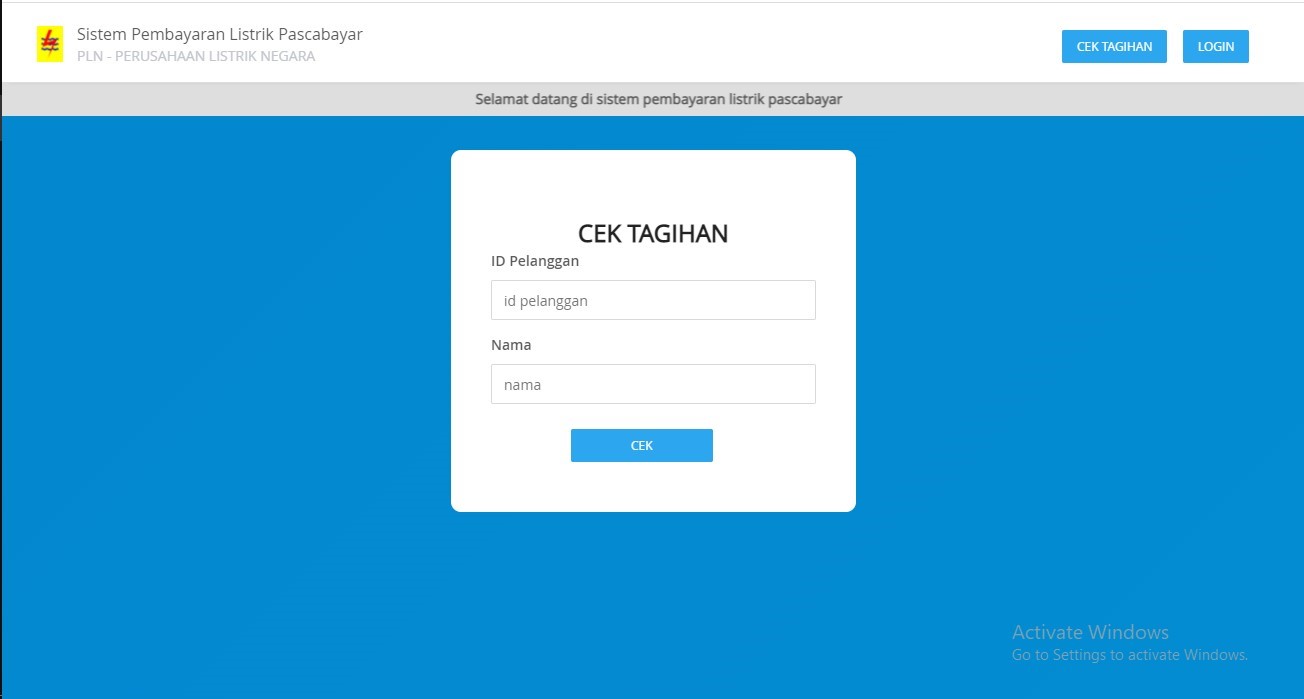 Sistem Pembayaran Listrik Pascabayar
PLN - PERUSAHAAN LISTRIK NEGARA
CEK TAGIHAN
LOGIN
Selamat datang di sistem pembayaran listrik pascabayar
CEK TAGIHAN
ID Pelanggan
id pelanggan
Nama
nama
CEK
Activate Windows
Go to Settings to activate Windows.